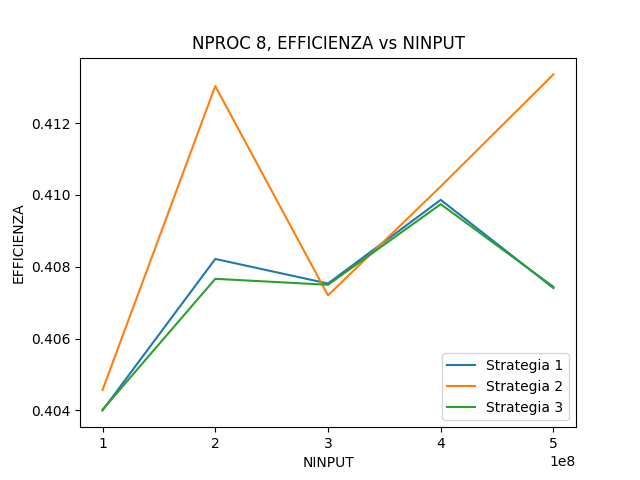 NPROC 8, EFFICIENZA vs NINPUT
EFFICIENZA
0.412
0.410
0.408
0.406
0.404
Strategia 1
Strategia 2
Strategia 3
1 2 3 4 5
1e8
NINPUT